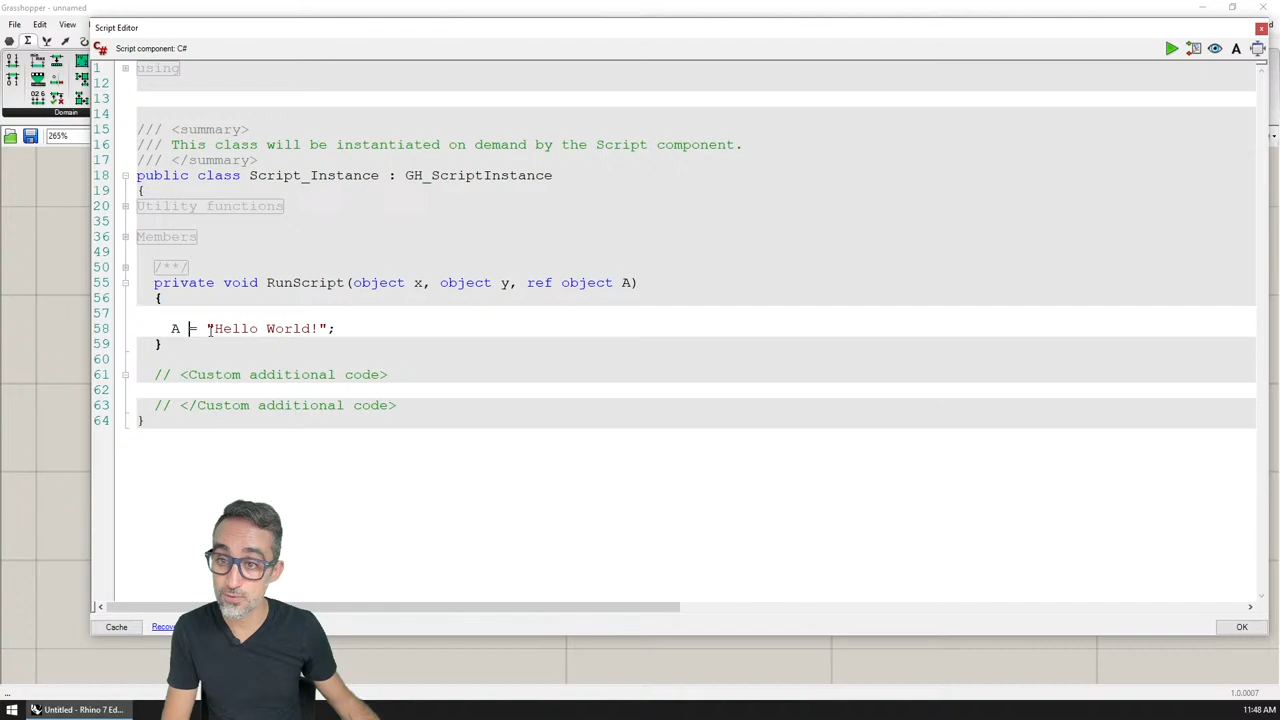 Grasshopper - unnamed
File Edit View
Domain
265%
Script Editor
Script component: C#
1 using
12
13
14
15 /// <summary>
16 /// This class will be instantiated on demand by the Script component.
17 /// </summary>
18 public class Script_Instance : GH_ScriptInstance
19 {
20 Utility functions
35
36 Members
49
50 /**/
55 private void RunScript(object x, object y, ref object A)
56 {
57
58 A = "Hello World!";
59 }
60
61 // <Custom additional code>
62
63 // </Custom additional code>
64 }
Cache
OK
...
1.0.0007
Untitled - Rhino 7 Ed...
11:48 AM